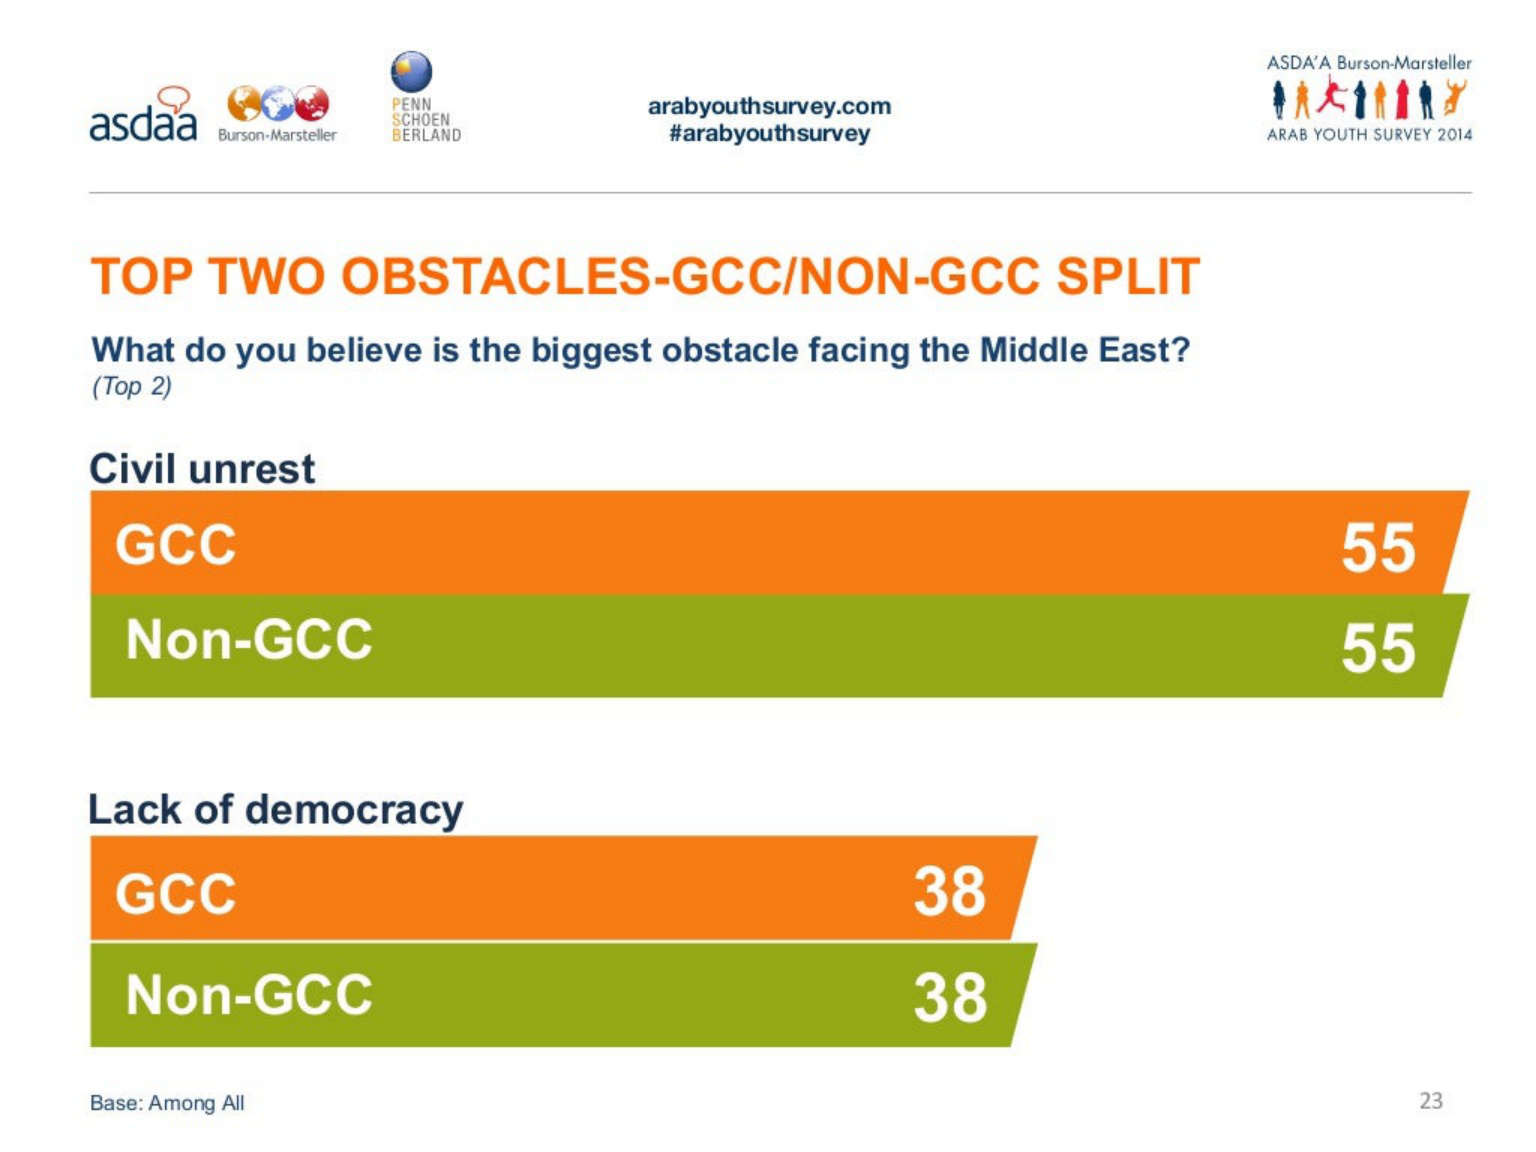 asdaa
Burson-Marsteller
PENN
SCHOEN
BERLAND
arabyouthsurvey.com
#arabyouthsurvey
ASDA'A Burson-Marsteller
ARAB YOUTH SURVEY 2014
TOP TWO OBSTACLES-GCC/NON-GCC SPLIT
What do you believe is the biggest obstacle facing the Middle East?
(Top 2)
Civil unrest
GCC 55
Non-GCC 55
Lack of democracy
GCC 38
Non-GCC 38
Base: Among All
23